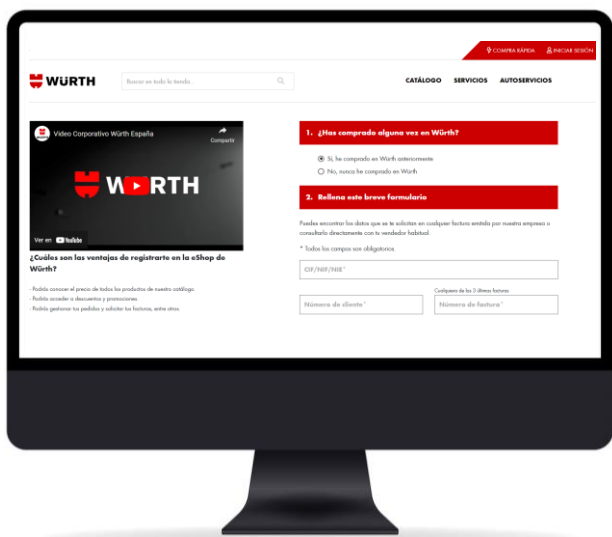 COMPRA RÁPIDA
INICIAR SESIÓN
WÜRTH
Buscar en toda la tienda...
CATÁLOGO SERVICIOS AUTOSERVICIOS
Video Corporativo Würth España
Compartir
WÜRTH
Ver en YouTube
¿Cuáles son las ventajas de registrarte en la eShop de
Würth?
- Podrás conocer el precio de todos los productos de nuestro catálogo.
- Podrás acceder a descuentos y promociones.
- Podrás gestionar tus pedidos y solicitar tus facturas, entre otros.
1. ¿Has comprado alguna vez en Würth?
Sí, he comprado en Würth anteriormente
No, nunca he comprado en Würth
2. Rellena este breve formulario
Puedes encontrar los datos que se te solicitan en cualquier factura emitida por nuestra empresa o
consultarlo directamente con tu vendedor habitual.
* Todos los campos son obligatorios
CIF/NIF/NIE*
Cualquiera de las 3 últimas facturas
Número de cliente*
Número de factura*